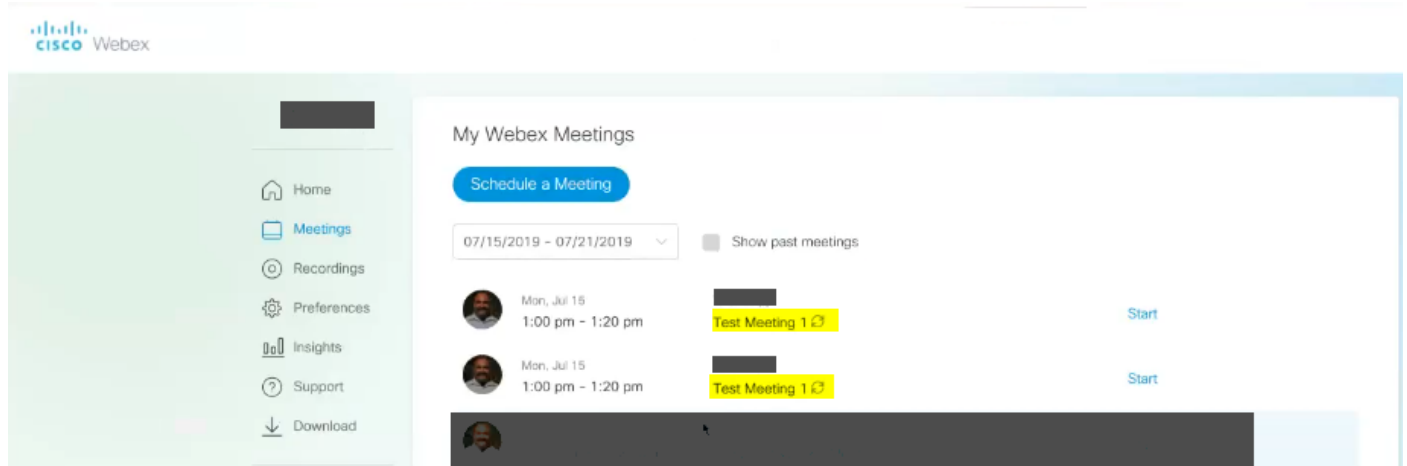 CISCO Webex
My Webex Meetings
Schedule a Meeting
Home
Meetings
Recordings
Preferences
Insights
Support
Download
07/15/2019 - 07/21/2019
Show past meetings
Mon, Jul 15
1:00 pm - 1:20 pm
Test Meeting 1
Start
Mon, Jul 15
1:00 pm - 1:20 pm
Test Meeting 1
Start